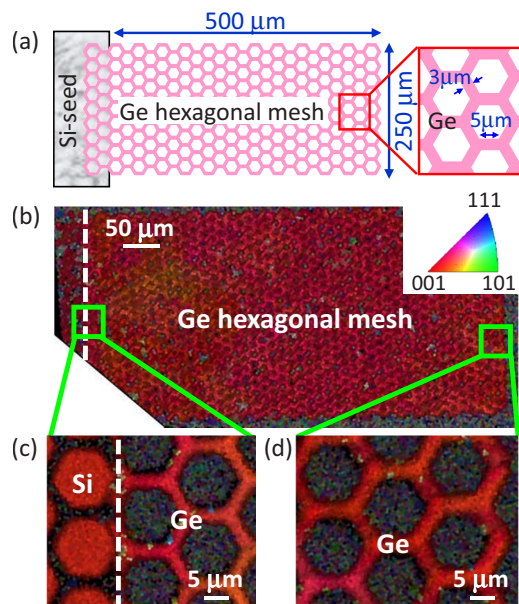 (a)
500 μm
Si-seed
Ge hexagonal mesh
250 μm
3μm
Ge
5μm
(b)
50 μm
111
001
101
Ge hexagonal mesh
(c)
Si
Ge
5 μm
(d)
Ge
5 μm